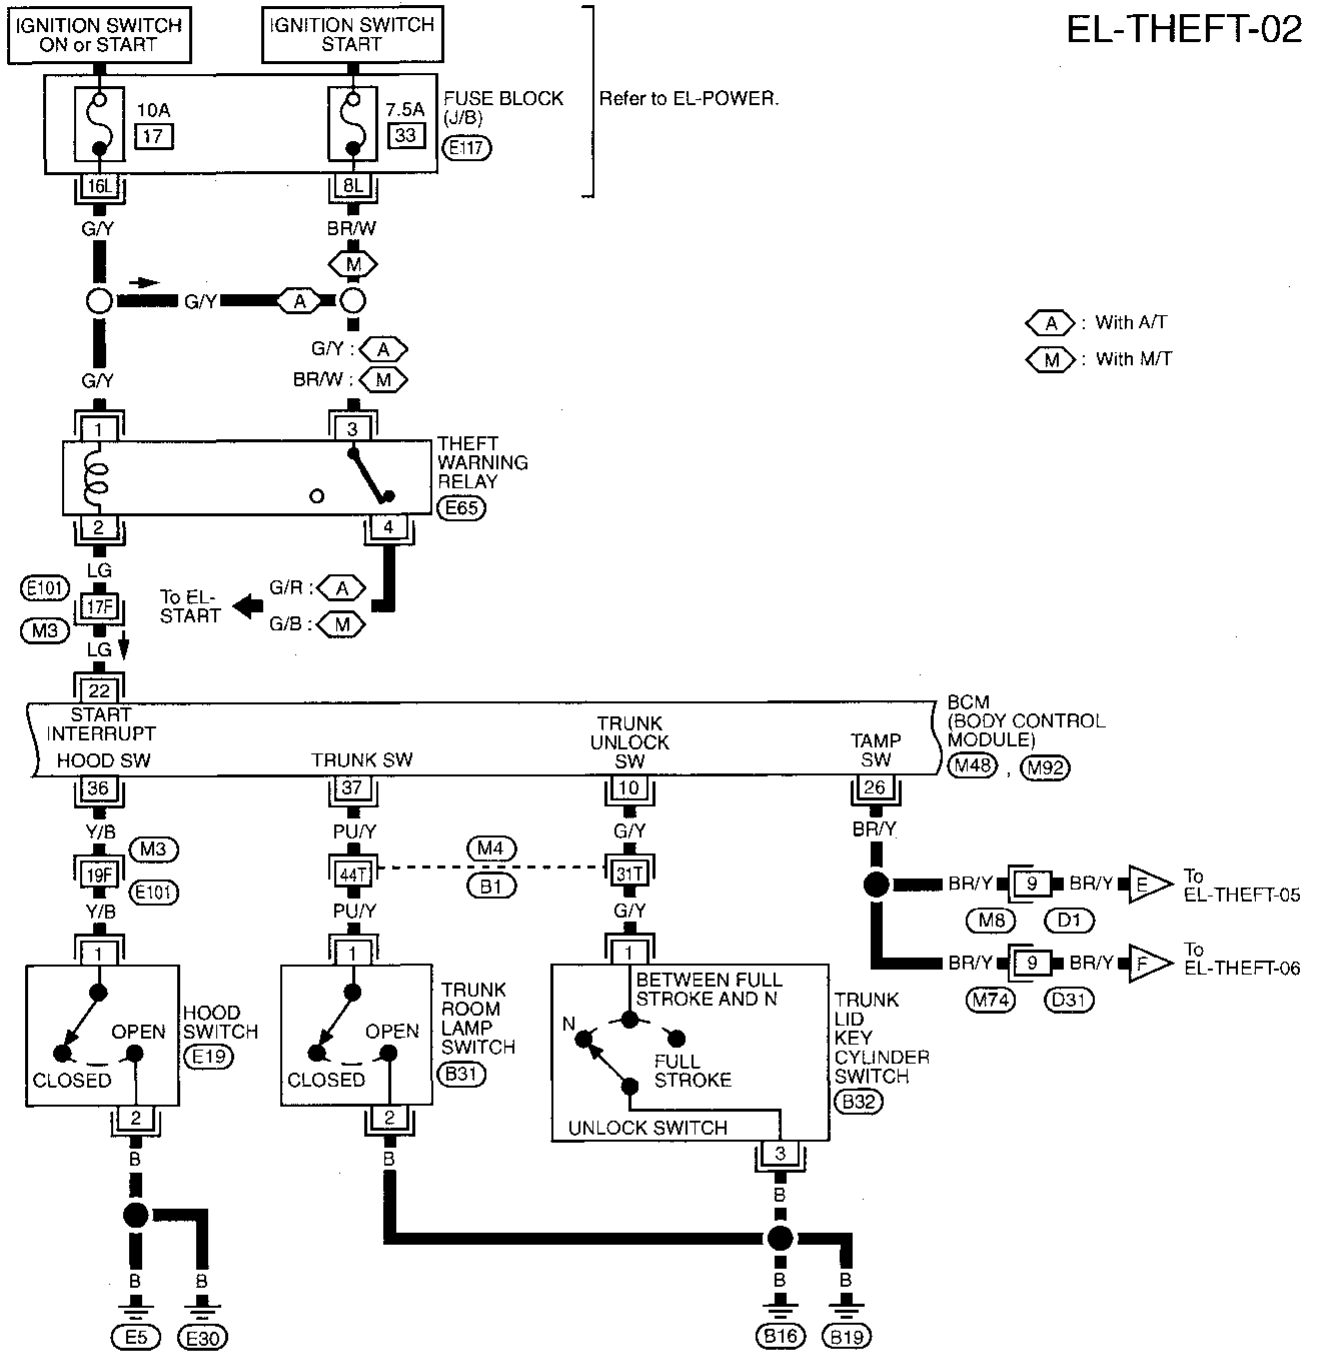 EL-THEFT-02
IGNITION SWITCH
ON or START
IGNITION SWITCH
START
10A
17
7.5A
33
FUSE BLOCK
(J/B)
E117
Refer to EL-POWER.
16L
8L
G/Y
BR/W
M
G/Y
A
G/Y : A
BR/W : M
A : With A/T
M : With M/T
G/Y
1
3
THEFT
WARNING
RELAY
E65
2
4
LG
E101
17F
M3
LG
To EL-
START
G/R : A
G/B : M
22
START
INTERRUPT
HOOD SW
TRUNK SW
TRUNK
UNLOCK
SW
TAMP
SW
BCM
(BODY CONTROL
MODULE)
M48 , M92
36
37
10
26
Y/B
PU/Y
G/Y
BR/Y
M3
19F
E101
44T
M4
B1
31T
Y/B
PU/Y
G/Y
BR/Y
9
BR/Y
E
To
EL-THEFT-05
M8
D1
BR/Y
9
BR/Y
F
To
EL-THEFT-06
M74
D31
1
1
1
OPEN
CLOSED
HOOD
SWITCH
E19
OPEN
CLOSED
TRUNK
ROOM
LAMP
SWITCH
B31
BETWEEN FULL
STROKE AND N
N
FULL
STROKE
UNLOCK SWITCH
TRUNK
LID
KEY
CYLINDER
SWITCH
B32
2
2
3
B
B
B
B
B
B
B
E5
E30
B16
B19